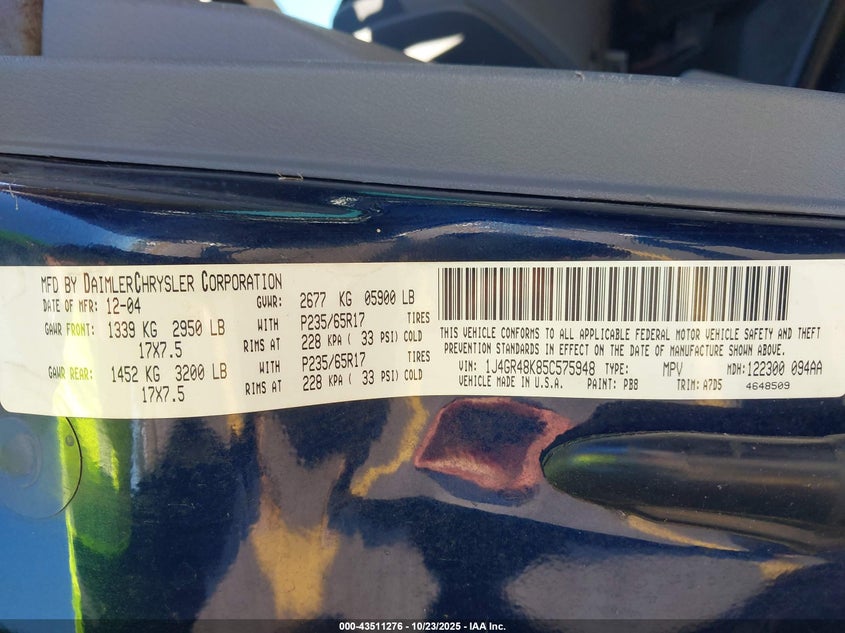 MFD BY DAIMLERCHRYSLER CORPORATION
DATE OF MFR: 12-04 GVWR: 2677 KG 05900 LB
GAWR FRONT: 1339 KG 2950 LB WITH P235/65R17 TIRES
17X7.5 RIMS AT 228 KPA ( 33 PSI) COLD
GAWR REAR: 1452 KG 3200 LB WITH P235/65R17 TIRES
17X7.5 RIMS AT 228 KPA ( 33 PSI) COLD
THIS VEHICLE CONFORMS TO ALL APPLICABLE FEDERAL MOTOR VEHICLE SAFETY AND THEFT
PREVENTION STANDARDS IN EFFECT ON THE DATE OF MANUFACTURE SHOWN ABOVE.
VIN: 1J4GR48K85C575948 TYPE: MPV MDH: 122300 094AA
VEHICLE MADE IN U.S.A. PAINT: PB8 TRIM: A7D5 4648509
000-43511276 - 10/23/2025 - IAA Inc.